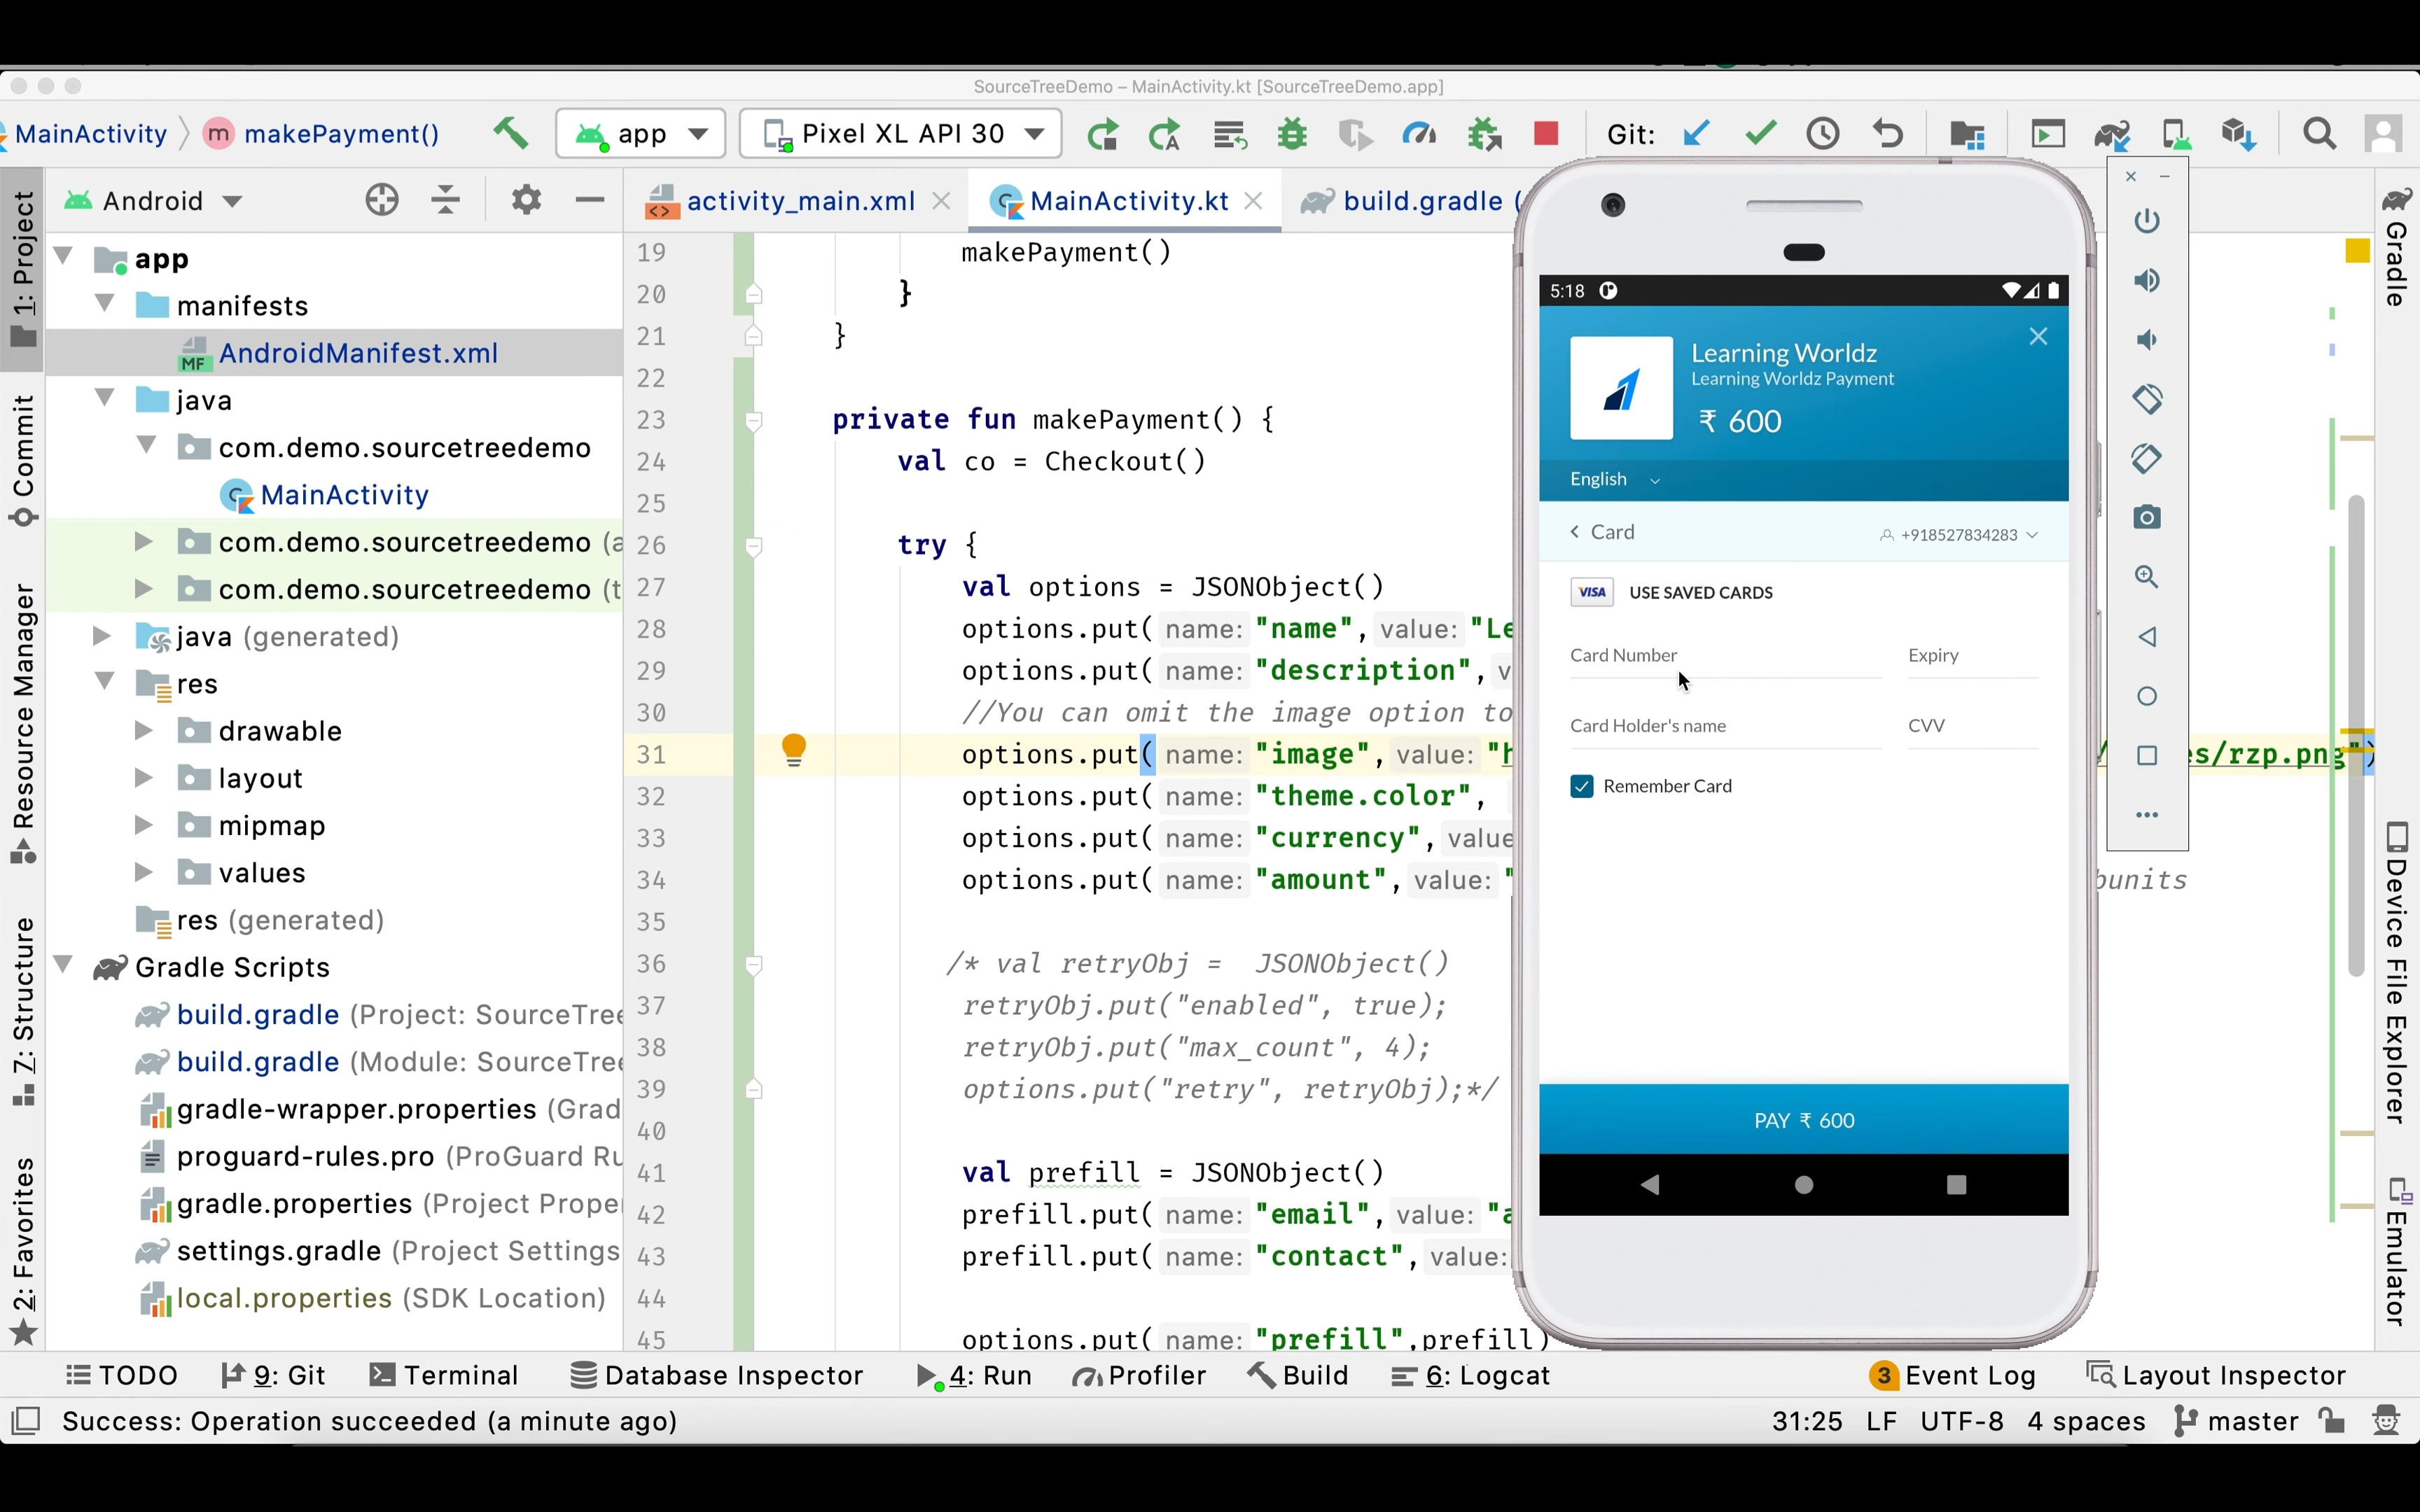 SourceTreeDemo – MainActivity.kt [SourceTreeDemo.app]
MainActivity
m makePayment()
app
Pixel XL API 30
Git:
Android
activity_main.xml
MainActivity.kt
build.gradle (
1: Project
Commit
Resource Manager
7: Structure
2: Favorites
app
manifests
MF AndroidManifest.xml
java
com.demo.sourcetreedemo
MainActivity
com.demo.sourcetreedemo (a
com.demo.sourcetreedemo (t
java (generated)
res
drawable
layout
mipmap
values
res (generated)
Gradle Scripts
build.gradle (Project: SourceTree
build.gradle (Module: SourceTree
gradle-wrapper.properties (Grad
proguard-rules.pro (ProGuard Ru
gradle.properties (Project Proper
settings.gradle (Project Settings
local.properties (SDK Location)
19 makePayment()
20 }
21 }
22
23 private fun makePayment() {
24 val co = Checkout()
25
26 try {
27 val options = JSONObject()
28 options.put( name: "name", value: "Le
29 options.put( name: "description", v
30 //You can omit the image option to
31 options.put( name: "image", value: "h
/ es/rzp.png")
32 options.put( name: "theme.color",
33 options.put( name: "currency", value
34 options.put( name: "amount", value: "
bunits
35
36 /* val retryObj = JSONObject()
37 retryObj.put("enabled", true);
38 retryObj.put("max_count", 4);
39 options.put("retry", retryObj);*/
40
41 val prefill = JSONObject()
42 prefill.put( name: "email", value: "a
43 prefill.put( name: "contact", value:
44
45 options.put( name: "prefill",prefill)
5:18
Learning Worldz
Learning Worldz Payment
₹ 600
English
Card
+918527834283
VISA USE SAVED CARDS
Card Number
Expiry
Card Holder's name
CVV
Remember Card
PAY ₹ 600
Gradle
Device File Explorer
Emulator
TODO
9: Git
Terminal
Database Inspector
4: Run
Profiler
Build
6: Logcat
3 Event Log
Layout Inspector
Success: Operation succeeded (a minute ago)
31:25 LF UTF-8 4 spaces master